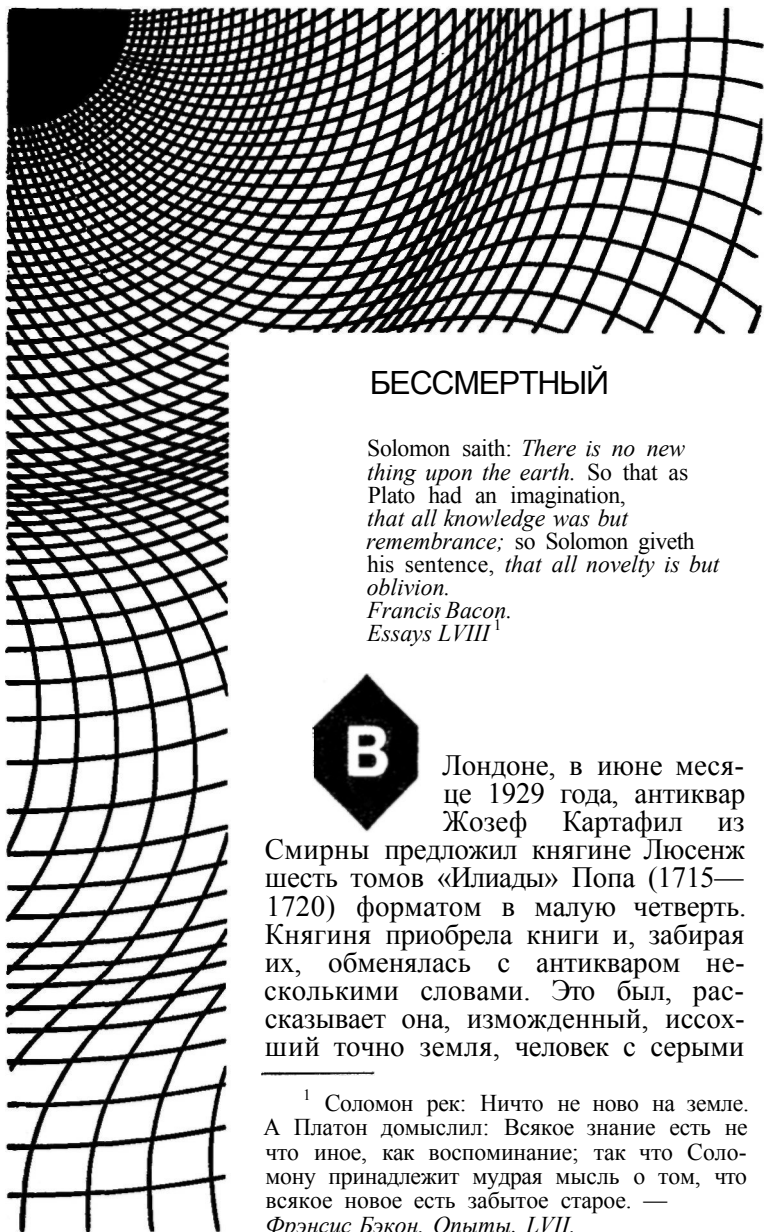 БЕССМЕРТНЫЙ
Solomon saith: There is no new
thing upon the earth. So that as
Plato had an imagination,
that all knowledge was but
remembrance; so Solomon giveth
his sentence, that all novelty is but
oblivion.
Francis Bacon.
Essays LVIII ¹
В
Лондоне, в июне меся-
це 1929 года, антиквар
Жозеф Картафил из
Смирны предложил княгине Люсенж
шесть томов «Илиады» Попа (1715—
1720) форматом в малую четверть.
Княгиня приобрела книги и, забирая
их, обменялась с антикваром не-
сколькими словами. Это был, рас-
сказывает она, изможденный, иссох-
ший точно земля, человек с серыми
¹ Соломон рек: Ничто не ново на земле.
А Платон домыслил: Всякое знание есть не
что иное, как воспоминание; так что Соло-
мону принадлежит мудрая мысль о том, что
всякое новое есть забытое старое. —
Фрэнсис Бэкон. Опыты, LVII.